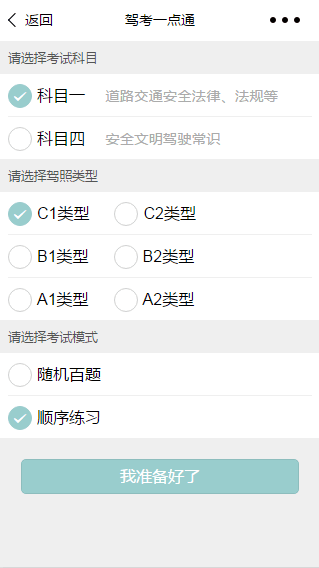 返回 驾考一点通
请选择考试科目
科目一 道路交通安全法律、法规等
科目四 安全文明驾驶常识
请选择驾照类型
C1类型 C2类型
B1类型 B2类型
A1类型 A2类型
请选择考试模式
随机百题
顺序练习
我准备好了